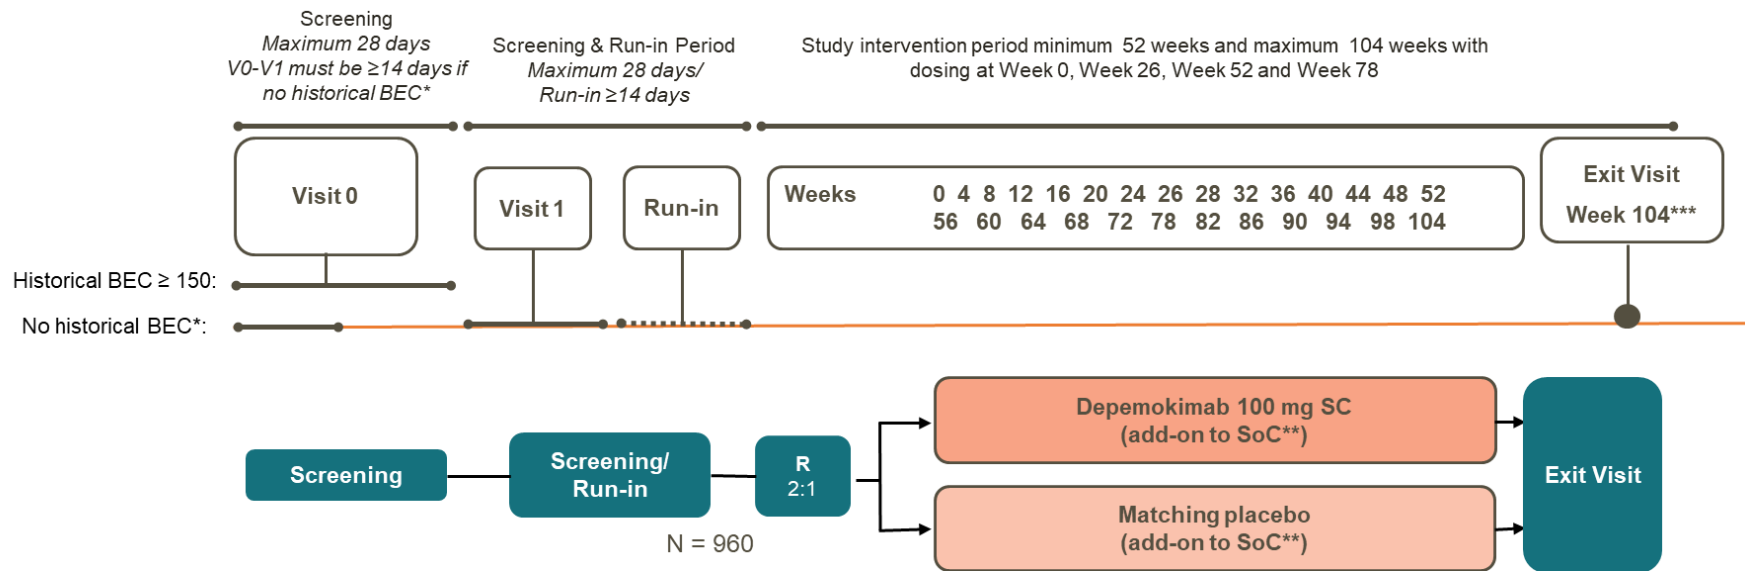 Screening
Maximum 28 days
V0-V1 must be ≥14 days if
no historical BEC*
Screening & Run-in Period
Maximum 28 days/
Run-in ≥14 days
Study intervention period minimum 52 weeks and maximum 104 weeks with
dosing at Week 0, Week 26, Week 52 and Week 78
Visit 0
Visit 1
Run-in
Weeks
0 4 8 12 16 20 24 26 28 32 36 40 44 48 52
56 60 64 68 72 78 82 86 90 94 98 104
Exit Visit
Week 104***
Historical BEC ≥ 150:
No historical BEC*:
Screening
Screening/
Run-in
R
2:1
N = 960
Depemokimab 100 mg SC
(add-on to SoC**)
Matching placebo
(add-on to SoC**)
Exit Visit